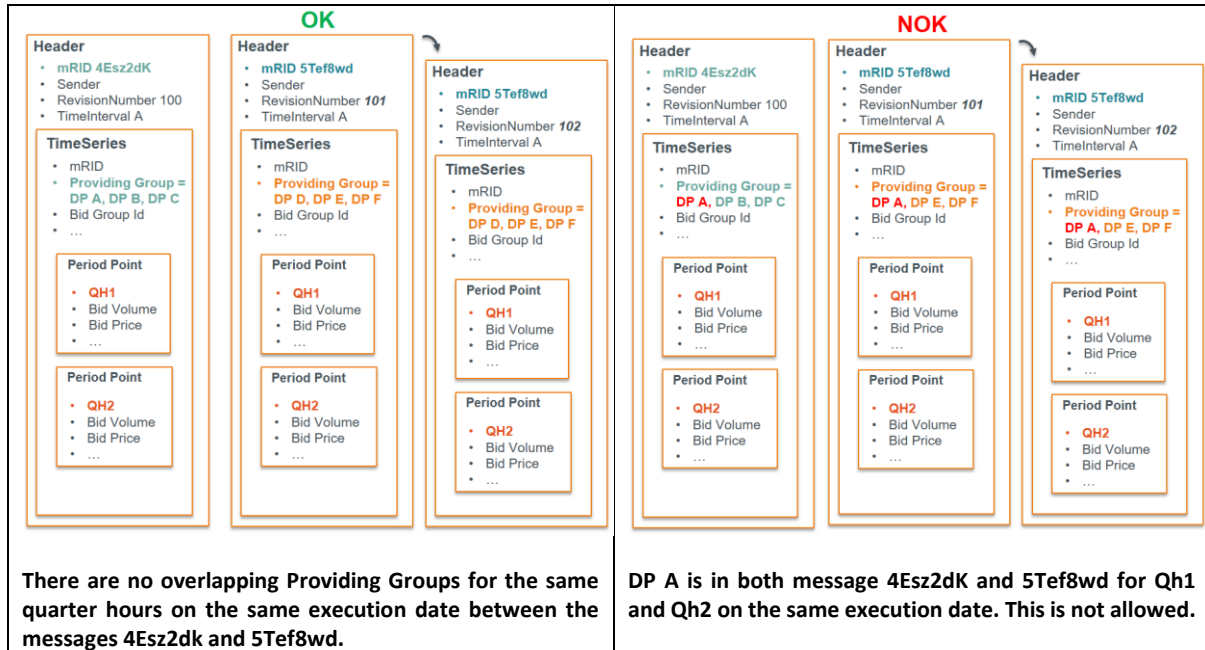 OK
Header
• mRID 4Esz2dK
• Sender
• RevisionNumber 100
• TimeInterval A
TimeSeries
• mRID
• Providing Group =
DP A, DP B, DP C
• Bid Group Id
• ...
Period Point
• QH1
• Bid Volume
• Bid Price
• ...
Period Point
• QH2
• Bid Volume
• Bid Price
• ...
Header
• mRID 5Tef8wd
• Sender
• RevisionNumber 101
• TimeInterval A
TimeSeries
• mRID
• Providing Group =
DP D, DP E, DP F
• Bid Group Id
• ...
Period Point
• QH1
• Bid Volume
• Bid Price
• ...
Period Point
• QH2
• Bid Volume
• Bid Price
• ...
Header
• mRID 5Tef8wd
• Sender
• RevisionNumber 102
• TimeInterval A
TimeSeries
• mRID
• Providing Group =
DP D, DP E, DP F
• Bid Group Id
• ...
Period Point
• QH1
• Bid Volume
• Bid Price
• ...
Period Point
• QH2
• Bid Volume
• Bid Price
• ...
There are no overlapping Providing Groups for the same
quarter hours on the same execution date between the
messages 4Esz2dk and 5Tef8wd.
NOK
Header
• mRID 4Esz2dK
• Sender
• RevisionNumber 100
• TimeInterval A
TimeSeries
• mRID
• Providing Group =
DP A, DP B, DP C
• Bid Group Id
• ...
Period Point
• QH1
• Bid Volume
• Bid Price
• ...
Period Point
• QH2
• Bid Volume
• Bid Price
• ...
Header
• mRID 5Tef8wd
• Sender
• RevisionNumber 101
• TimeInterval A
TimeSeries
• mRID
• Providing Group =
DP A, DP E, DP F
• Bid Group Id
• ...
Period Point
• QH1
• Bid Volume
• Bid Price
• ...
Period Point
• QH2
• Bid Volume
• Bid Price
• ...
Header
• mRID 5Tef8wd
• Sender
• RevisionNumber 102
• TimeInterval A
TimeSeries
• mRID
• Providing Group =
DP A, DP E, DP F
• Bid Group Id
• ...
Period Point
• QH1
• Bid Volume
• Bid Price
• ...
Period Point
• QH2
• Bid Volume
• Bid Price
• ...
DP A is in both message 4Esz2dK and 5Tef8wd for Qh1
and Qh2 on the same execution date. This is not allowed.